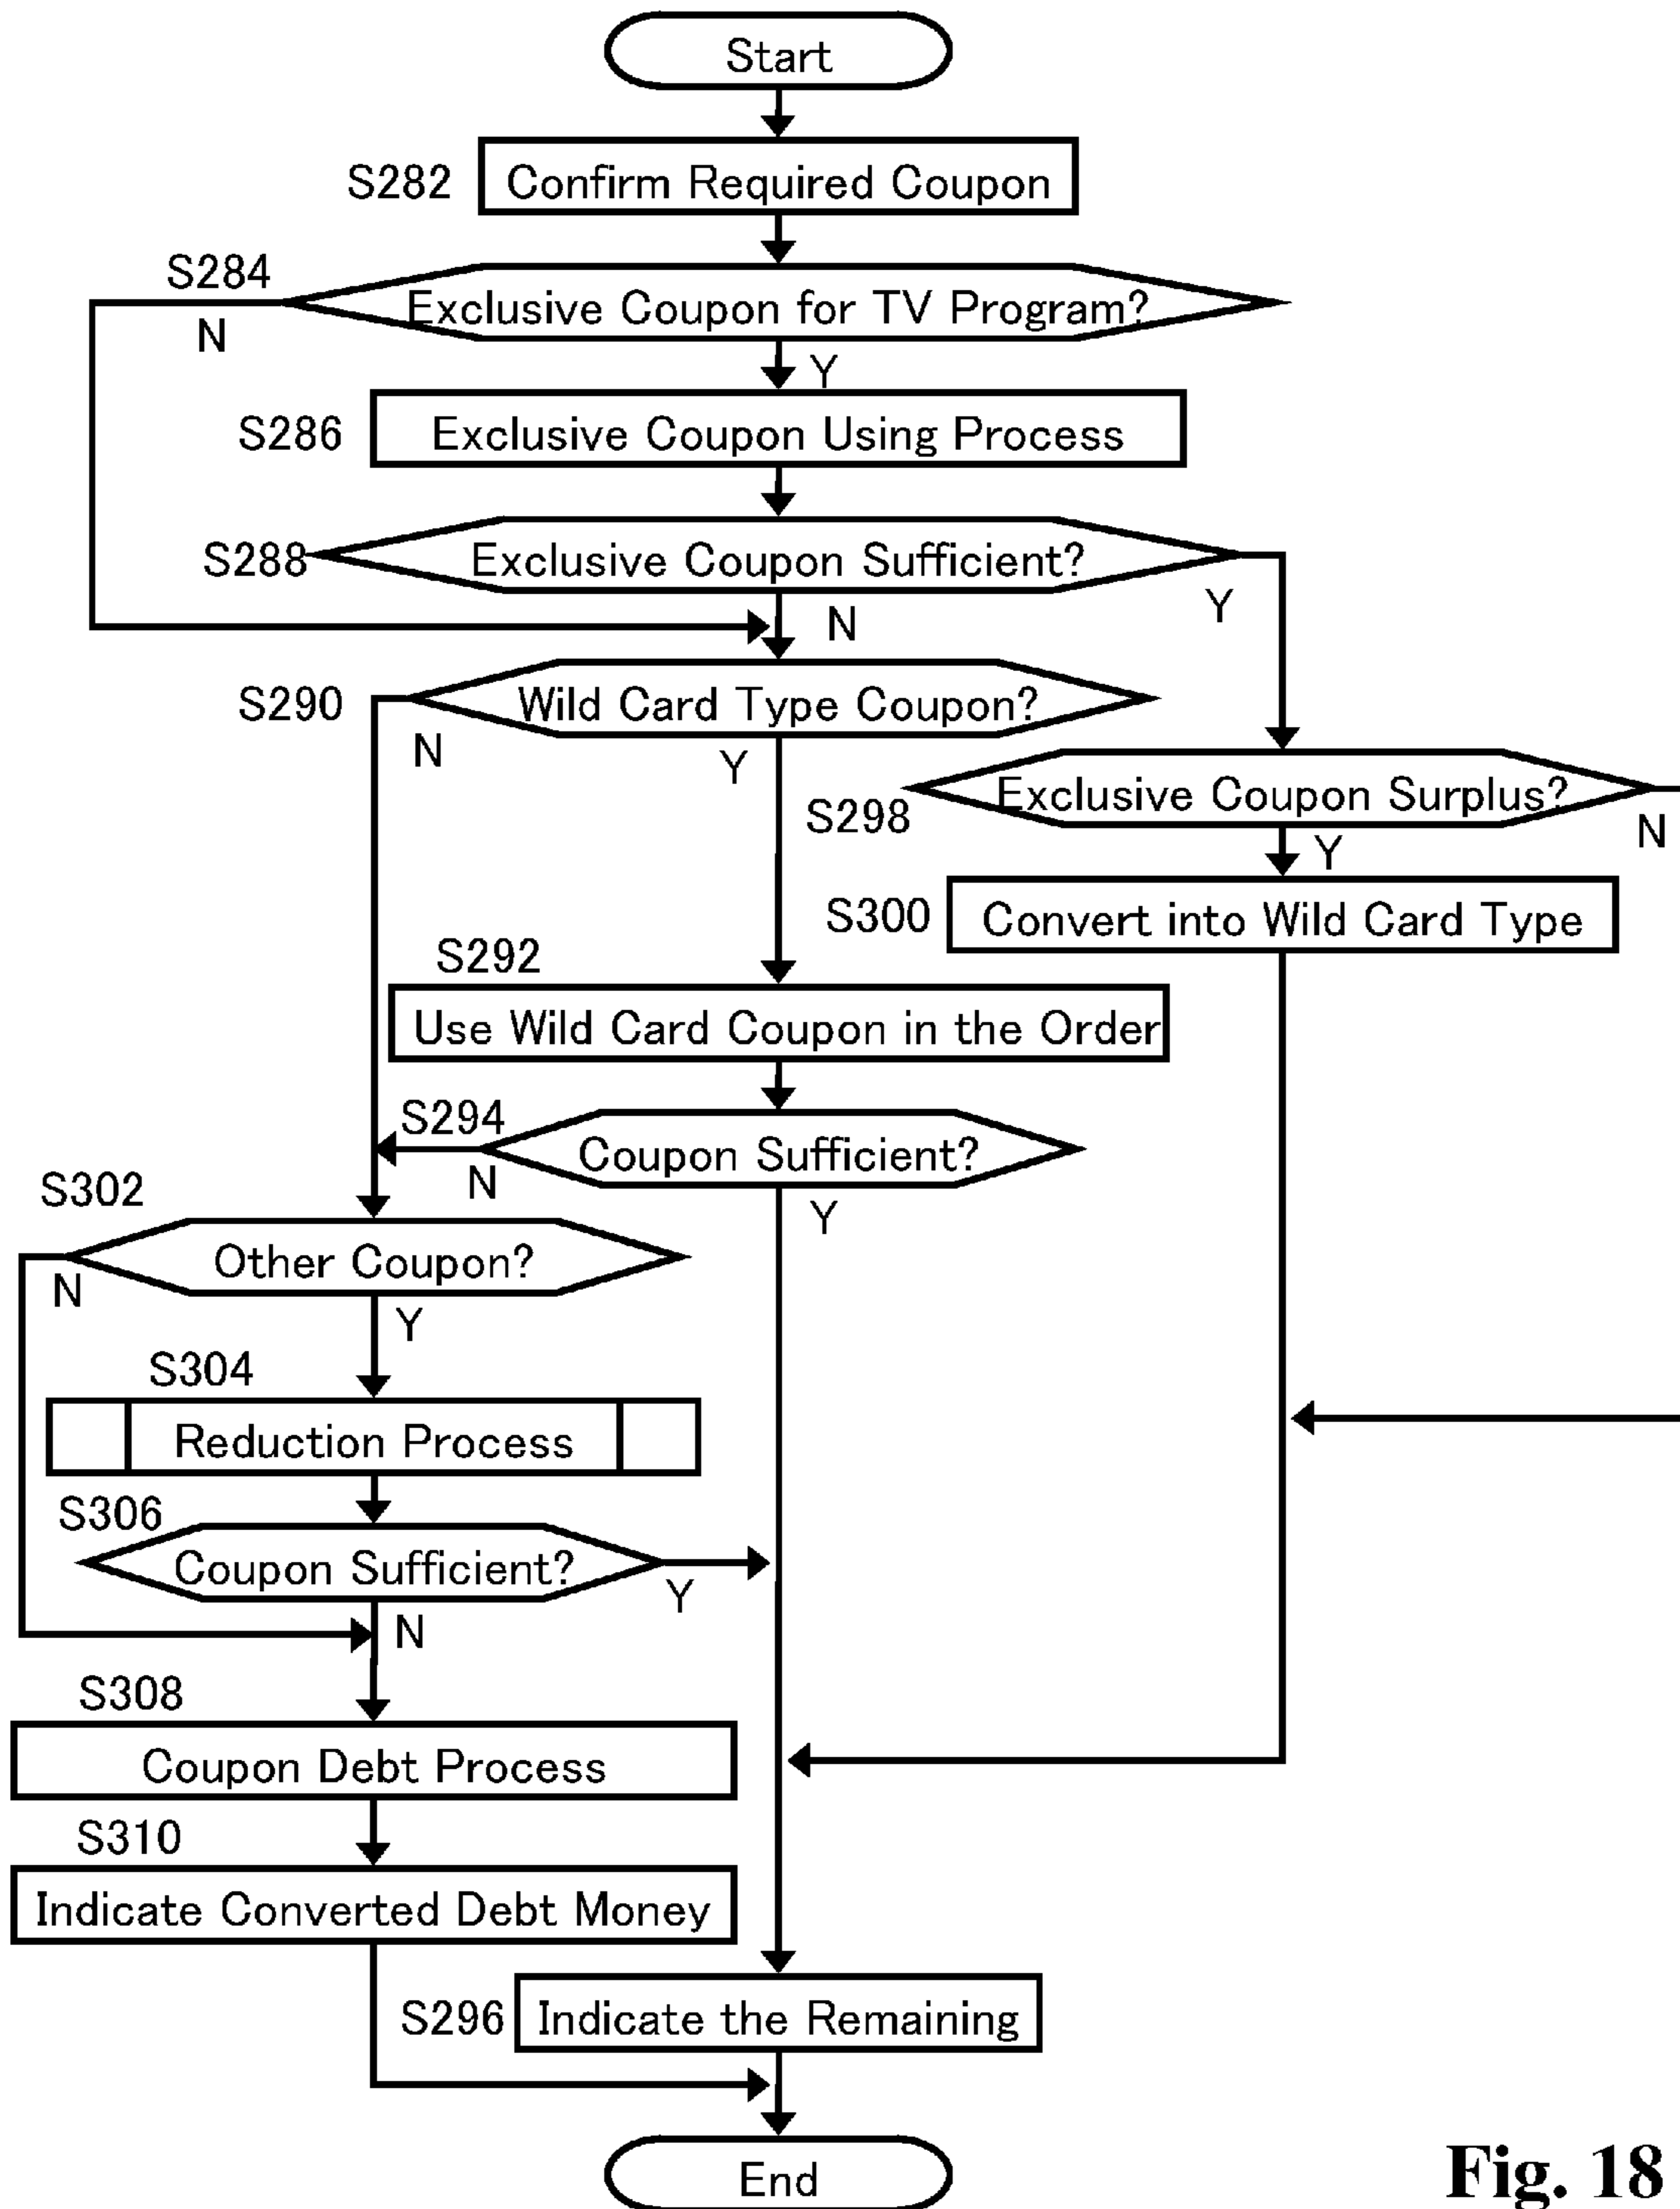 Start
S282
Confirm Required Coupon
S284
Exclusive Coupon for TV Program?
N
Y
S286
Exclusive Coupon Using Process
S288
Exclusive Coupon Sufficient?
N
Y
S290
Wild Card Type Coupon?
N
Y
S298
Exclusive Coupon Surplus?
N
Y
S300
Convert into Wild Card Type
S292
Use Wild Card Coupon in the Order
S294
Coupon Sufficient?
N
Y
S302
Other Coupon?
N
Y
S304
Reduction Process
S306
Coupon Sufficient?
Y
N
S308
Coupon Debt Process
S310
Indicate Converted Debt Money
S296
Indicate the Remaining
End
Fig. 18